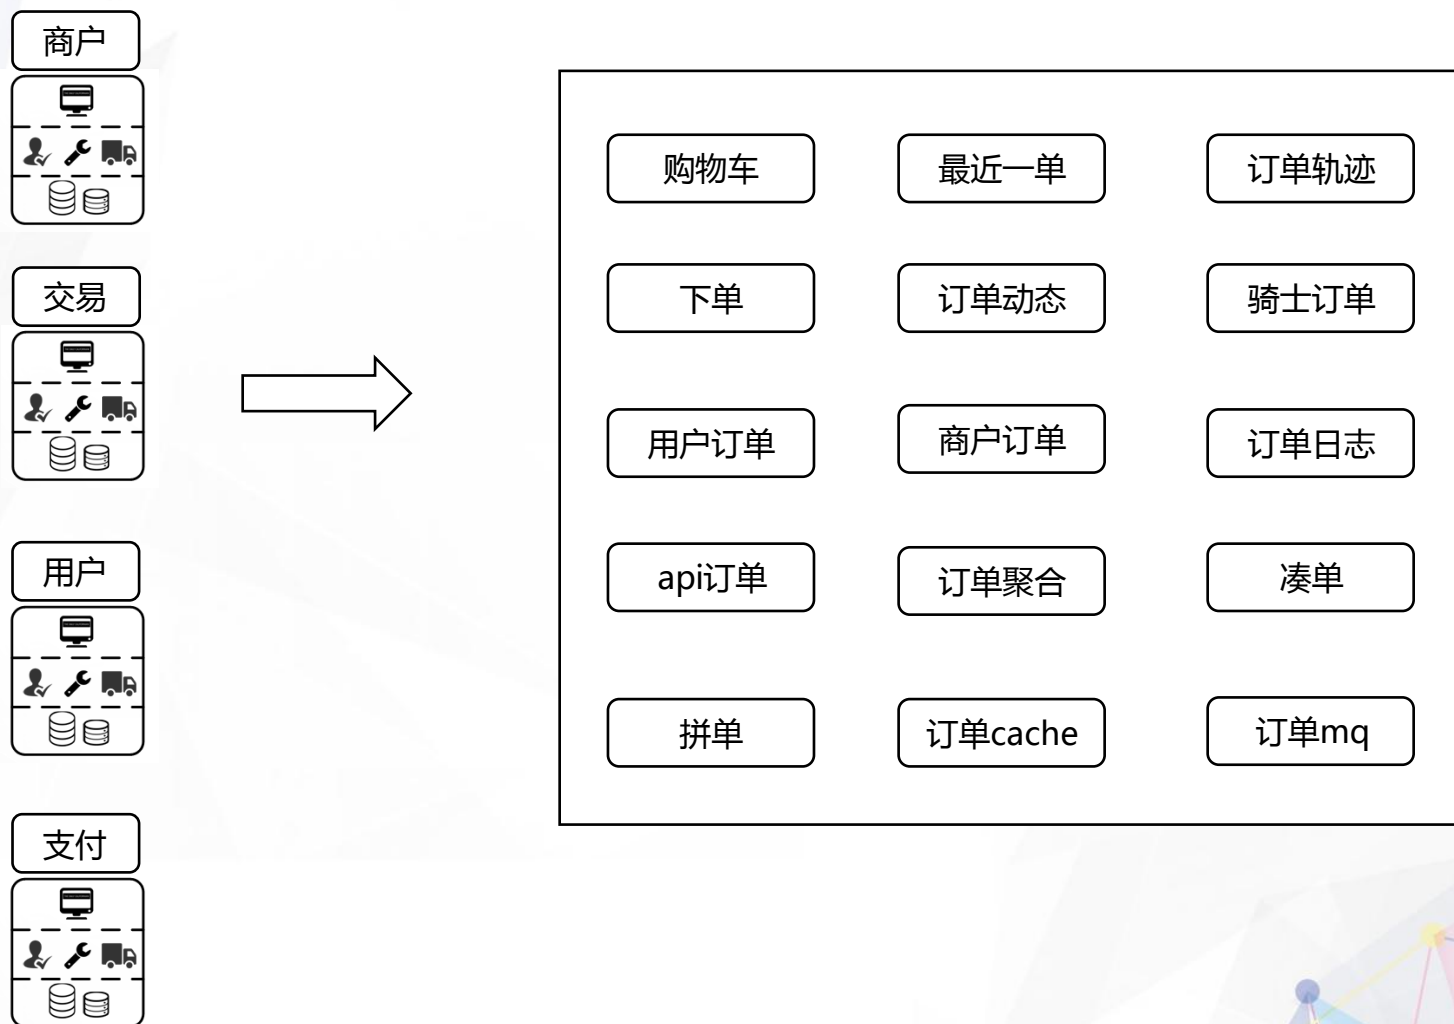 商户
交易
用户
支付
购物车
最近一单
订单轨迹
下单
订单动态
骑士订单
用户订单
商户订单
订单日志
api订单
订单聚合
凑单
拼单
订单cache
订单mq